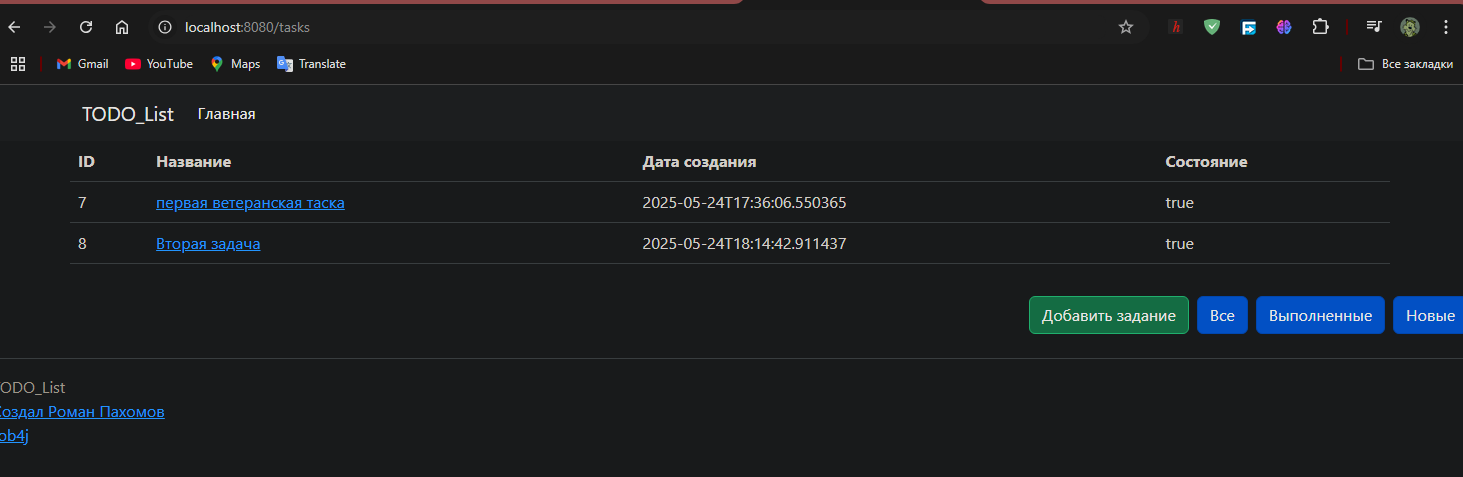 localhost:8080/tasks
Gmail YouTube Maps Translate Все закладки
TODO_List Главная
ID Название Дата создания Состояние
7 первая ветеранская таска 2025-05-24T17:36:06.550365 true
8 Вторая задача 2025-05-24T18:14:42.911437 true
Добавить задание Все Выполненные Новые
ODO_List
Создал Роман Пахомов
ob4j